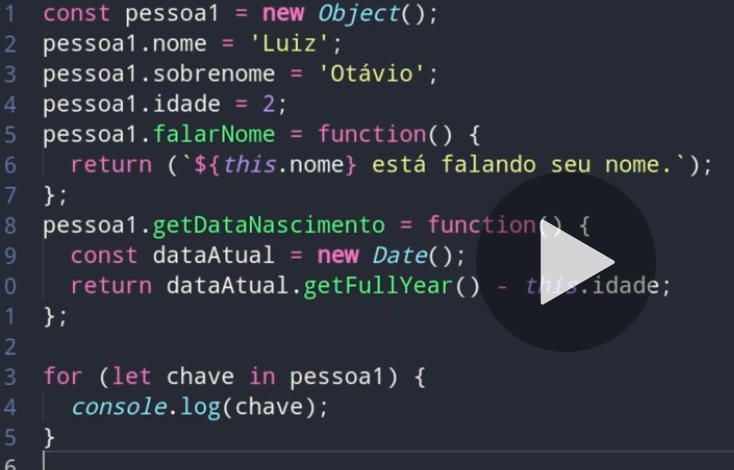 1 const pessoa1 = new Object();
2 pessoa1.nome = 'Luiz';
3 pessoa1.sobrenome = 'Otávio';
4 pessoa1.idade = 2;
5 pessoa1.falarNome = function() {
6   return (`${this.nome} está falando seu nome.`);
7 };
8 pessoa1.getDataNascimento = function() {
9   const dataAtual = new Date();
0   return dataAtual.getFullYear() - this.idade;
1 };
2
3 for (let chave in pessoa1) {
4   console.log(chave);
5 }
6